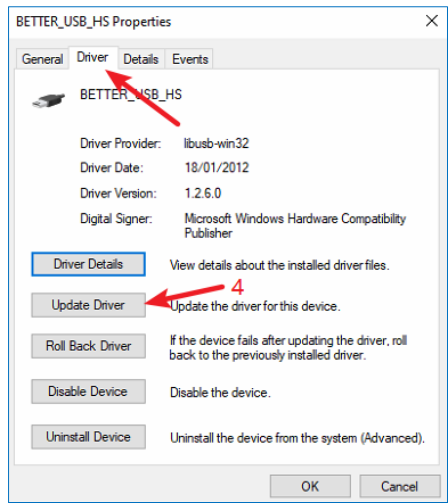 BETTER_USB_HS Properties
General Driver Details Events
BETTER_USB_HS
Driver Provider: libusb-win32
Driver Date: 18/01/2012
Driver Version: 1.2.6.0
Digital Signer: Microsoft Windows Hardware Compatibility
Publisher
Driver Details View details about the installed driver files.
4
Update Driver Update the driver for this device.
Roll Back Driver If the device fails after updating the driver, roll
back to the previously installed driver.
Disable Device Disable the device.
Uninstall Device Uninstall the device from the system (Advanced).
OK Cancel